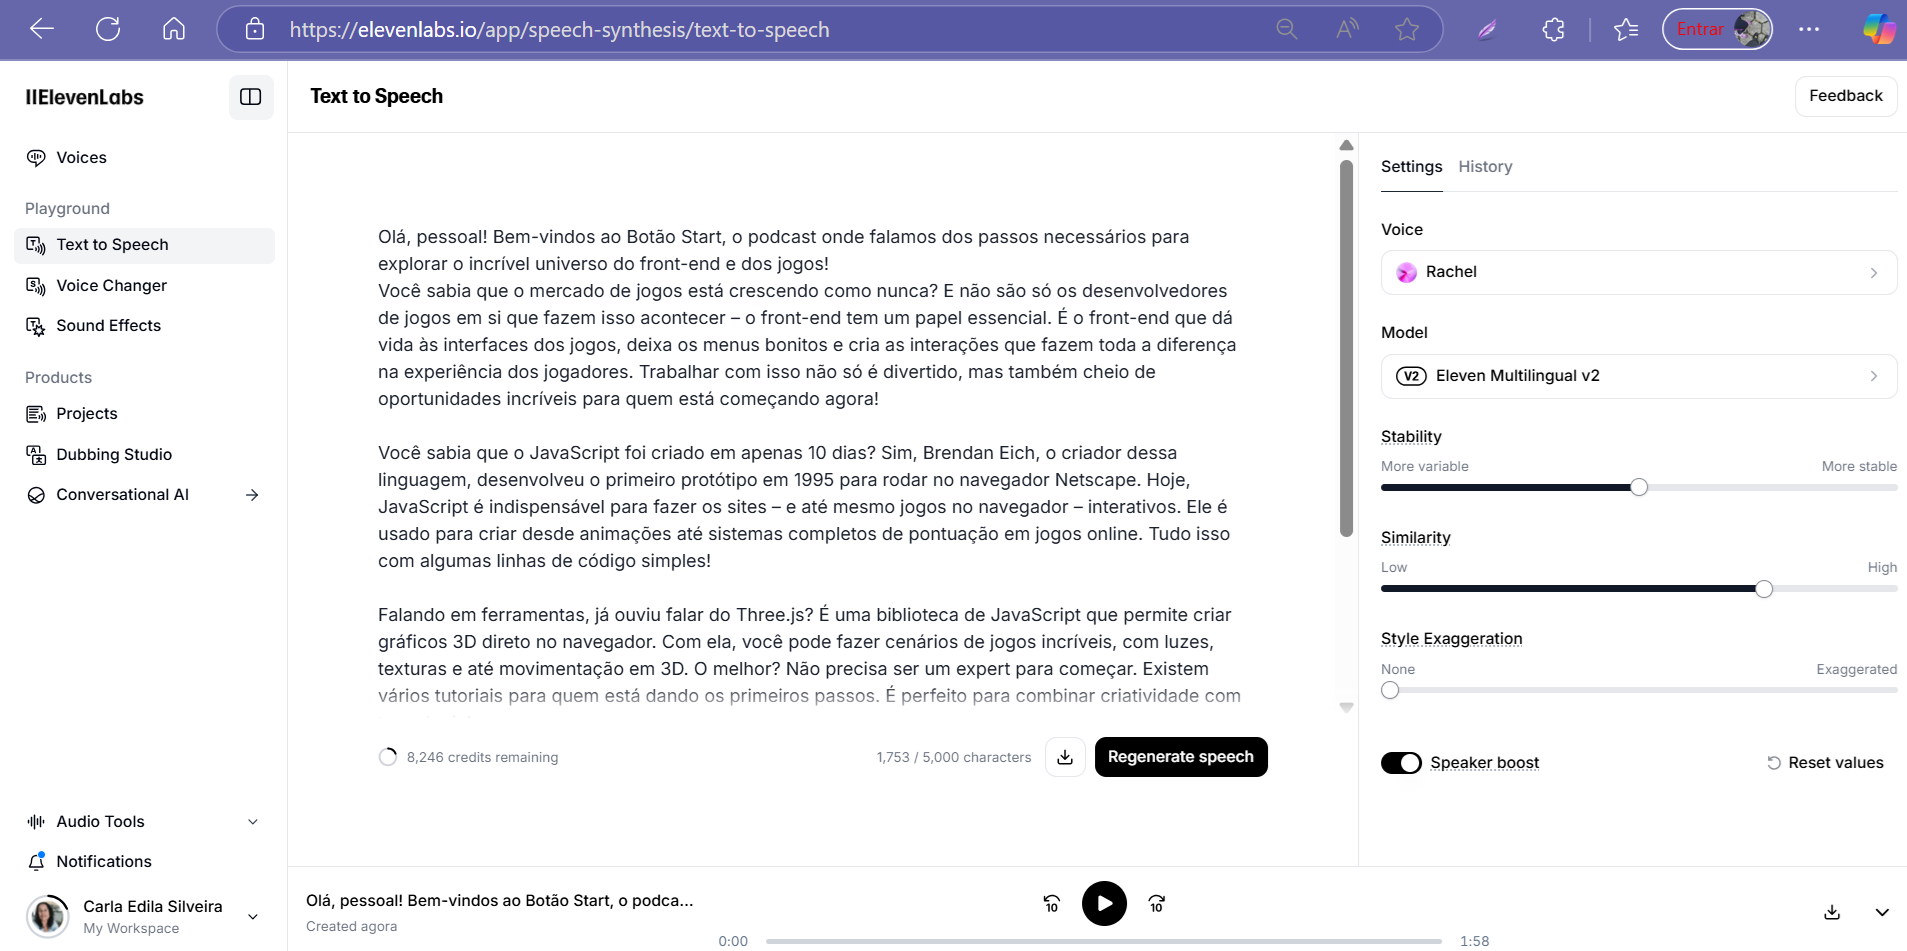 https://elevenlabs.io/app/speech-synthesis/text-to-speech
Entrar
IIElevenLabs
Voices
Playground
Text to Speech
Voice Changer
Sound Effects
Products
Projects
Dubbing Studio
Conversational AI
Audio Tools
Notifications
Carla Edila Silveira
My Workspace
Text to Speech
Feedback
Olá, pessoal! Bem-vindos ao Botão Start, o podcast onde falamos dos passos necessários para
explorar o incrível universo do front-end e dos jogos!
Você sabia que o mercado de jogos está crescendo como nunca? E não são só os desenvolvedores
de jogos em si que fazem isso acontecer – o front-end tem um papel essencial. É o front-end que dá
vida às interfaces dos jogos, deixa os menus bonitos e cria as interações que fazem toda a diferença
na experiência dos jogadores. Trabalhar com isso não só é divertido, mas também cheio de
oportunidades incríveis para quem está começando agora!
Você sabia que o JavaScript foi criado em apenas 10 dias? Sim, Brendan Eich, o criador dessa
linguagem, desenvolveu o primeiro protótipo em 1995 para rodar no navegador Netscape. Hoje,
JavaScript é indispensável para fazer os sites – e até mesmo jogos no navegador – interativos. Ele é
usado para criar desde animações até sistemas completos de pontuação em jogos online. Tudo isso
com algumas linhas de código simples!
Falando em ferramentas, já ouviu falar do Three.js? É uma biblioteca de JavaScript que permite criar
gráficos 3D direto no navegador. Com ela, você pode fazer cenários de jogos incríveis, com luzes,
texturas e até movimentação em 3D. O melhor? Não precisa ser um expert para começar. Existem
vários tutoriais para quem está dando os primeiros passos. É perfeito para combinar criatividade com
8,246 credits remaining
1,753 / 5,000 characters
Regenerate speech
Settings
History
Voice
Rachel
Model
V2 Eleven Multilingual v2
Stability
More variable
More stable
Similarity
Low
High
Style Exaggeration
None
Exaggerated
Speaker boost
Reset values
Olá, pessoal! Bem-vindos ao Botão Start, o podca...
Created agora
10
10
0:00
1:58